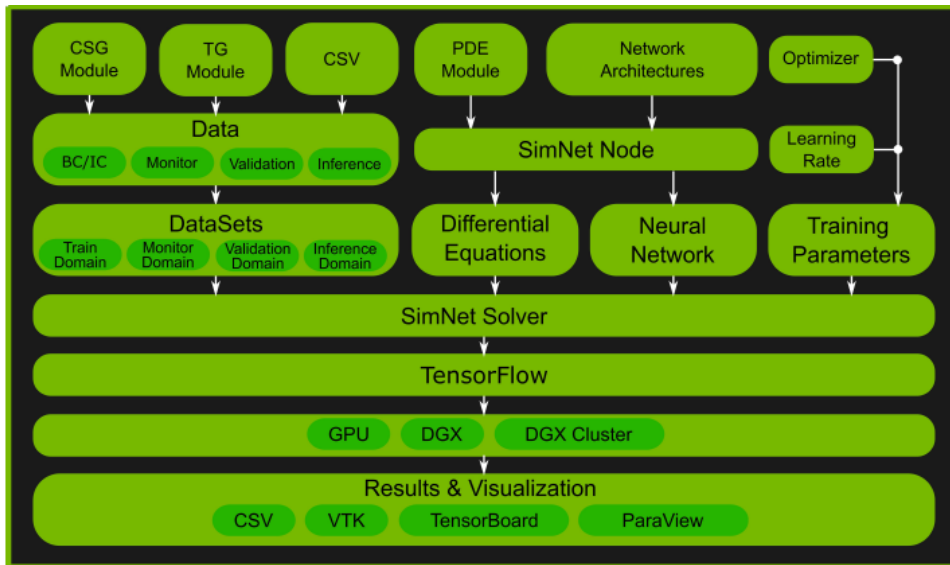 CSG
Module
TG
Module
CSV
PDE
Module
Network
Architectures
Optimizer
Data
BC/IC
Monitor
Validation
Inference
SimNet Node
Learning
Rate
DataSets
Train
Domain
Monitor
Domain
Validation
Domain
Inference
Domain
Differential
Equations
Neural
Network
Training
Parameters
SimNet Solver
TensorFlow
GPU
DGX
DGX Cluster
Results & Visualization
CSV
VTK
TensorBoard
ParaView